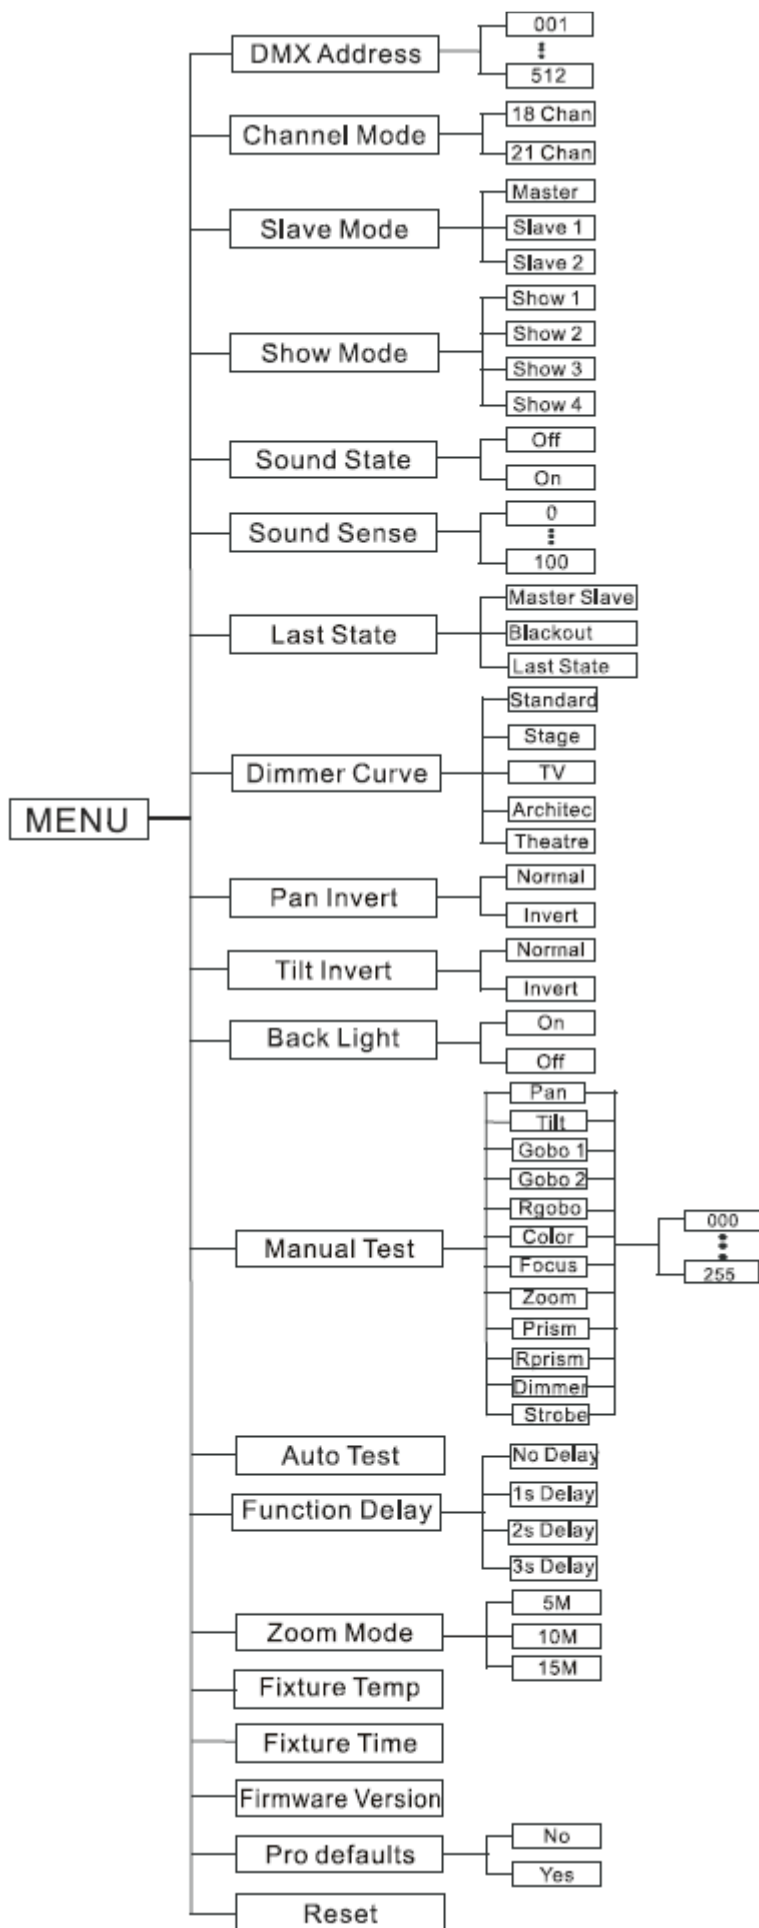 MENU
DMX Address
001
512
Channel Mode
18 Chan
21 Chan
Slave Mode
Master
Slave 1
Slave 2
Show Mode
Show 1
Show 2
Show 3
Show 4
Sound State
Off
On
Sound Sense
0
100
Last State
Master Slave
Blackout
Last State
Dimmer Curve
Standard
Stage
TV
Architec
Theatre
Pan Invert
Normal
Invert
Tilt Invert
Normal
Invert
Back Light
On
Off
Manual Test
Pan
Tilt
Gobo 1
Gobo 2
Rgobo
Color
Focus
Zoom
Prism
Rprism
Dimmer
Strobe
000
255
Auto Test
Function Delay
No Delay
1s Delay
2s Delay
3s Delay
Zoom Mode
5M
10M
15M
Fixture Temp
Fixture Time
Firmware Version
Pro defaults
No
Yes
Reset